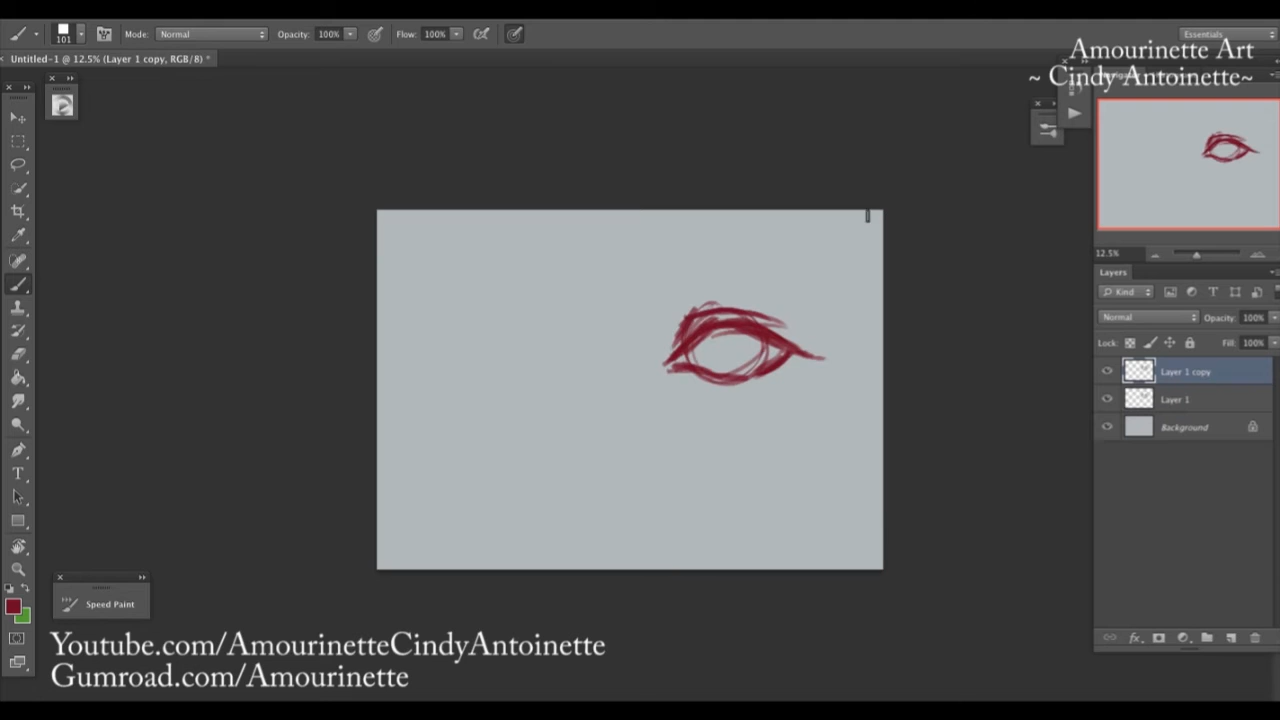 101
Mode: Normal
Opacity: 100%
Flow: 100%
Essentials
Untitled-1 @ 12.5% (Layer 1 copy, RGB/8) *
Amourinette Art
~ Cindy Antoinette~
12.5%
Layers
Kind
Normal
Opacity: 100%
Lock:
Fill: 100%
Layer 1 copy
Layer 1
Background
Speed Paint
Youtube.com/AmourinetteCindyAntoinette
Gumroad.com/Amourinette